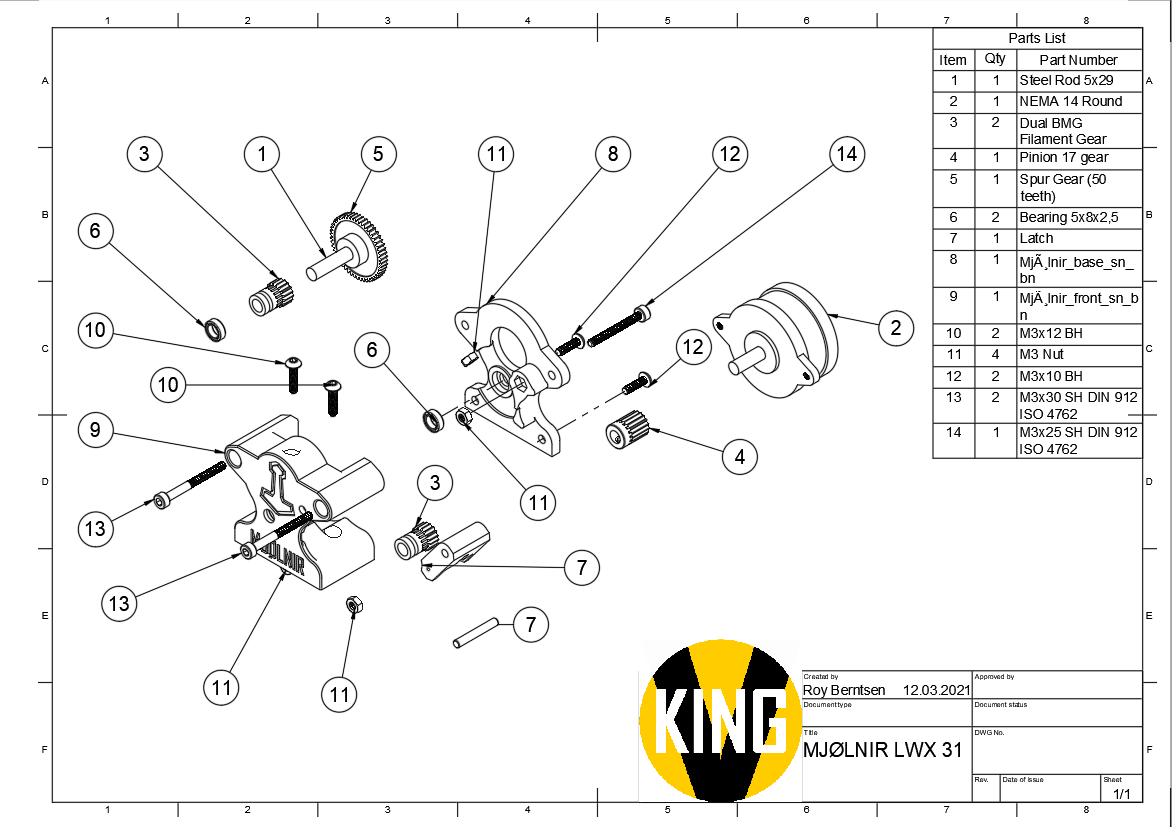 1 2 3 4 5 6 7 8
Parts List
Item Qty Part Number
1 1 Steel Rod 5x29
2 1 NEMA 14 Round
3 2 Dual BMG
Filament Gear
4 1 Pinion 17 gear
5 1 Spur Gear (50
teeth)
6 2 Bearing 5x8x2,5
7 1 Latch
8 1 MjÃ¸lnir_base_sn_
bn
9 1 MjÃ¸lnir_front_sn_b
n
10 2 M3x12 BH
11 4 M3 Nut
12 2 M3x10 BH
13 2 M3x30 SH DIN 912
ISO 4762
14 1 M3x25 SH DIN 912
ISO 4762
A A
B B
C C
D D
E E
F F
3 1 5 11 8 12 14
6
10 6 12 2
10
9 4
3 11
13
7
13
7
11 11
MJØLNIR
KING
Created by
Roy Berntsen 12.03.2021
Approved by
Document type
Document status
Title
MJØLNIR LWX 31
DWG No.
Rev. Date of issue Sheet
1/1
1 2 3 4 5 6 7 8